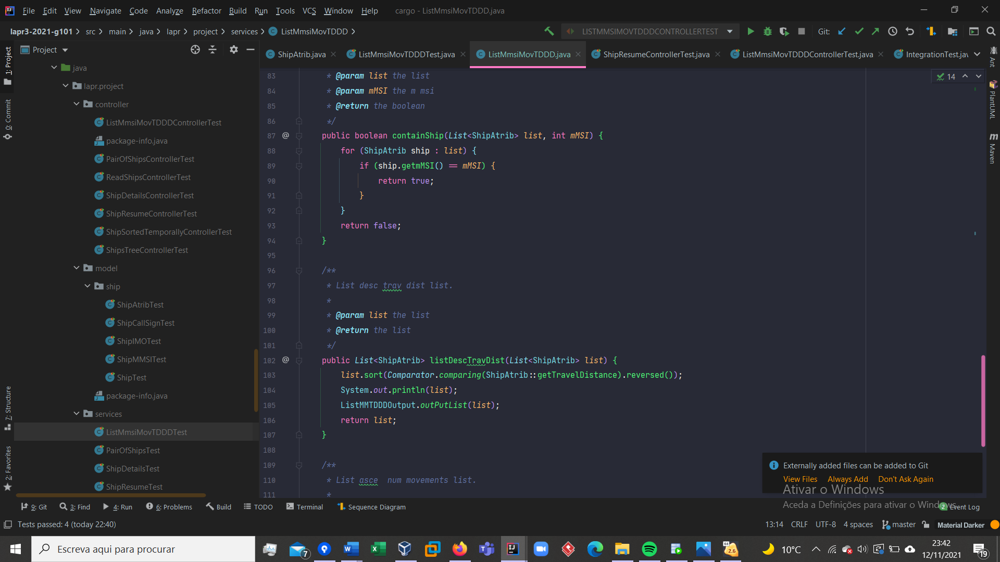 File Edit View Navigate Code Analyze Refactor Build Run Tools VCS Window Help cargo - ListMmsiMovTDDD.java
lapr3-2021-g101 src main java lapr project services ListMmsiMovTDDD LISTMMSIMOVTDDDCONTROLLERTEST Git:
Project
ShipAtrib.java ListMmsiMovTDDDTest.java ListMmsiMovTDDD.java ShipResumeControllerTest.java ListMmsiMovTDDDControllerTest.java IntegrationTest.jav
1: Project
0: Commit
7: Structure
2: Favorites
java
lapr.project
controller
ListMmsiMovTDDDControllerTest
package-info.java
PairOfShipsControllerTest
ReadShipsControllerTest
ShipDetailsControllerTest
ShipResumeControllerTest
ShipSortedTemporallyControllerTest
ShipsTreeControllerTest
model
ship
ShipAtribTest
ShipCallSignTest
ShipIMOTest
ShipMMSITest
ShipTest
package-info.java
services
ListMmsiMovTDDDTest
PairOfShipsTest
ShipDetailsTest
ShipResumeTest
83 * @param list the list
84 * @param mMSI the m msi
85 * @return the boolean
86 */
87 @ public boolean containShip(List<ShipAtrib> list, int mMSI) {
88 for (ShipAtrib ship : list) {
89 if (ship.getmMSI() == mMSI) {
90 return true;
91 }
92 }
93 return false;
94 }
95
96 /**
97 * List desc trav dist list.
98 *
99 * @param list the list
100 * @return the list
101 */
102 @ public List<ShipAtrib> listDescTravDist(List<ShipAtrib> list) {
103 list.sort(Comparator.comparing(ShipAtrib::getTravelDistance).reversed());
104 System.out.println(list);
105 ListMMTDDDOutput.outPutList(list);
106 return list;
107 }
108
109 /**
110 * List asce  num movements list.
111 *
14
Ant
PlantUML
Maven
Externally added files can be added to Git
View Files Always Add Don't Ask Again
Ativar o Windows
Aceda a Definições para ativar o Windows.
9: Git 3: Find 4: Run 6: Problems Build TODO Terminal Sequence Diagram 2 Event Log
Tests passed: 4 (today 22:40) 13:14 CRLF UTF-8 4 spaces master Material Darker
Escreva aqui para procurar 7 64 2.6 10°C 23:42
12/11/2021 19